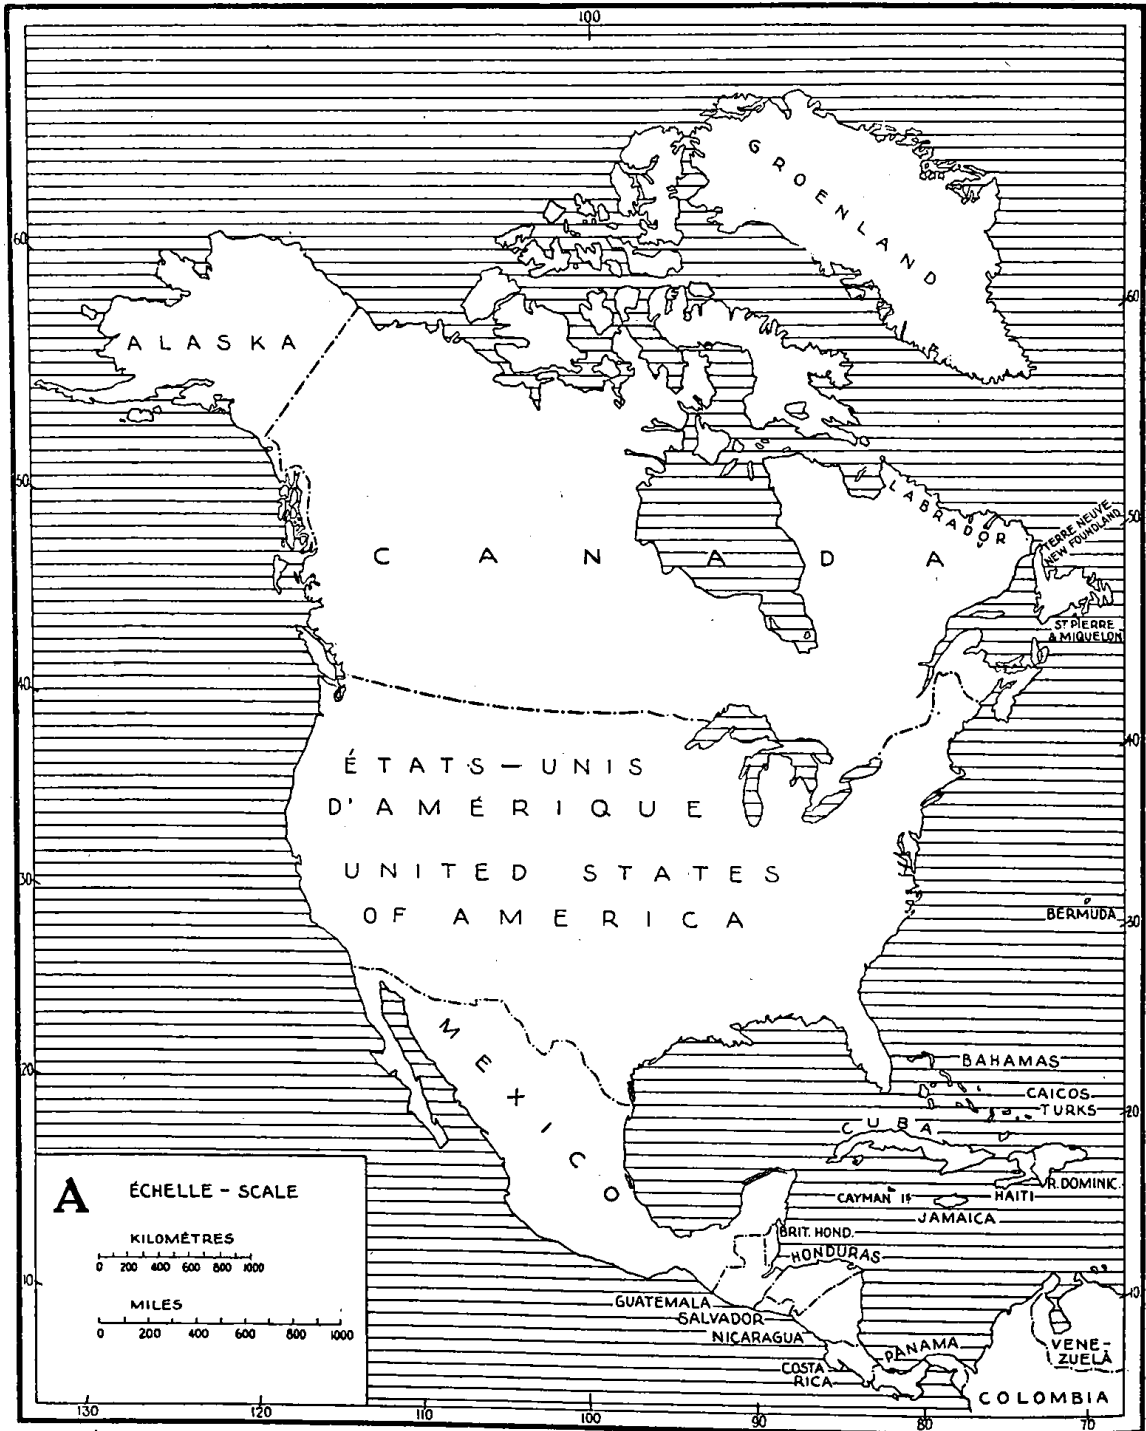 100
GROENLAND
60
60
ALASKA
50
LABRADOR
50
TERRE NEUVE
NEW FOUNDLAND
CANADA
ST PIERRE
& MIQUELON
40
40
ÉTATS-UNIS
D'AMÉRIQUE
UNITED STATES
OF AMERICA
30
BERMUDA
30
MEXICO
20
BAHAMAS
CAICOS
TURKS
20
CUBA
R. DOMINIC.
HAITI
CAYMAN Is
JAMAICA
BRIT. HOND.
HONDURAS
GUATEMALA
SALVADOR
NICARAGUA
COSTA
RICA
PANAMA
VENE-
ZUELA
COLOMBIA
10
10
A
ÉCHELLE - SCALE
KILOMÈTRES
0 200 400 600 800 1000
MILES
0 200 400 600 800 1000
130 120 110 100 90 80 70